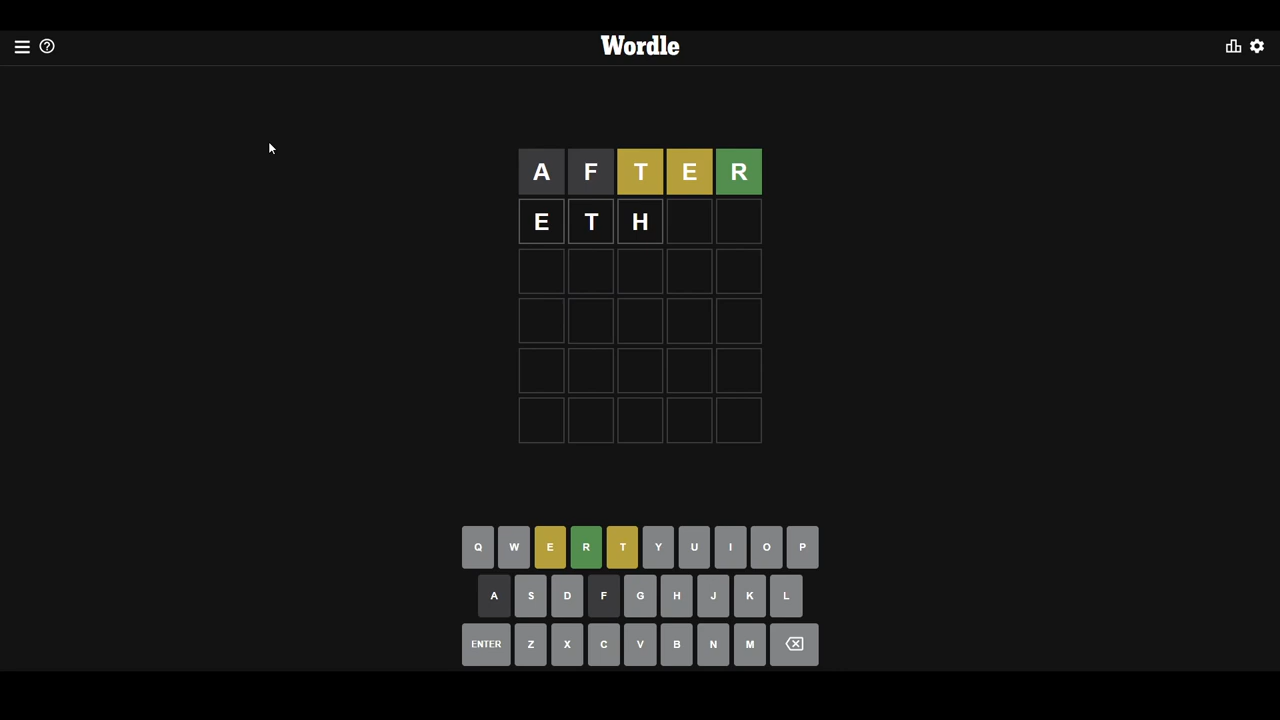 Wordle
A F T E R
E T H
Q W E R T Y U I O P
A S D F G H J K L
ENTER Z X C V B N M